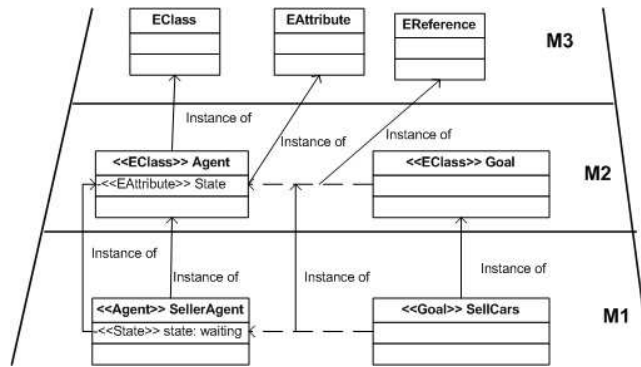 EClass
EAttribute
EReference
M3
Instance of
Instance of
Instance of
<<EClass>> Agent
<<EAttribute>> State
<<EClass>> Goal
M2
Instance of
Instance of
Instance of
Instance of
<<Agent>> SellerAgent
<<State>> state: waiting
<<Goal>> SellCars
M1